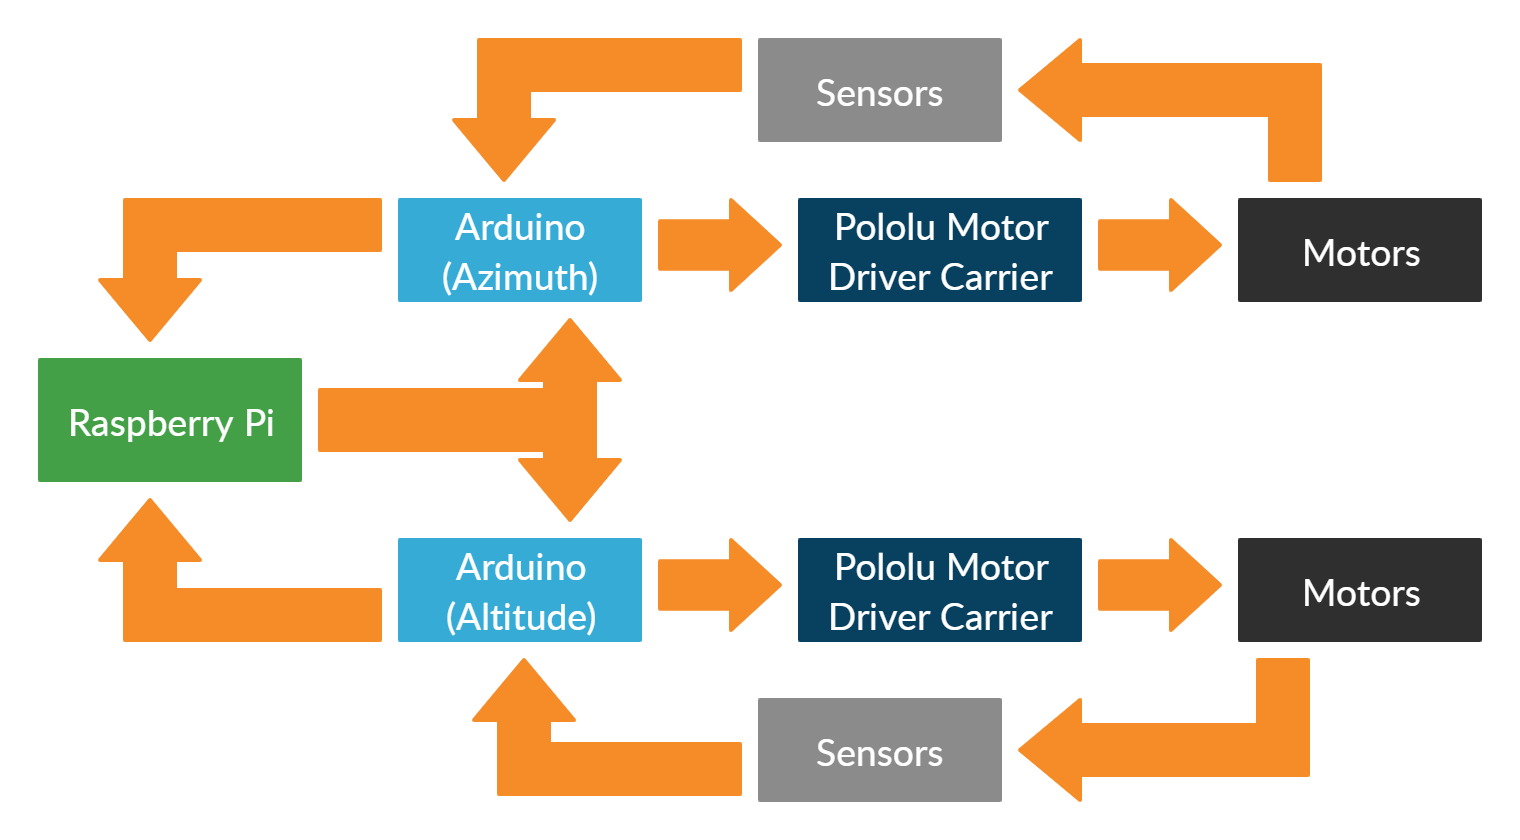 Sensors
Arduino
(Azimuth)
Pololu Motor
Driver Carrier
Motors
Raspberry Pi
Arduino
(Altitude)
Pololu Motor
Driver Carrier
Motors
Sensors